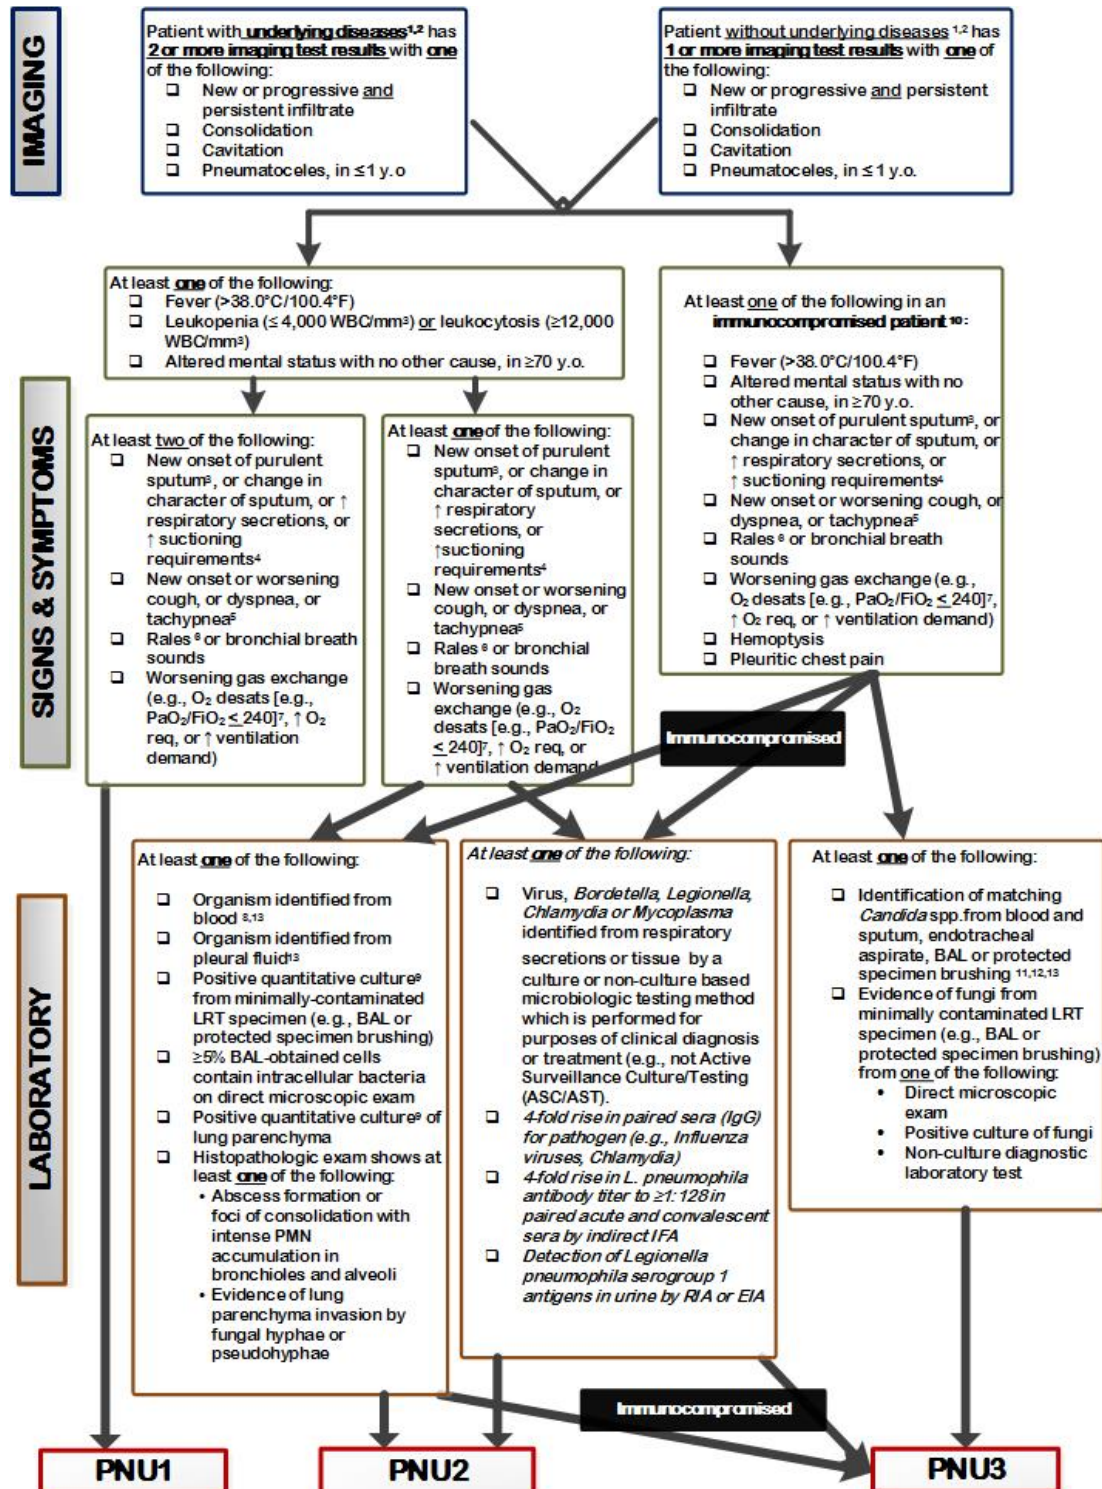 IMAGING
Patient with underlying diseases¹,² has
2 or more imaging test results with one
of the following:
❑ New or progressive and
persistent infiltrate
❑ Consolidation
❑ Cavitation
❑ Pneumatoceles, in ≤1 y.o
Patient without underlying diseases ¹,² has
1 or more imaging test results with one of
the following:
❑ New or progressive and persistent
infiltrate
❑ Consolidation
❑ Cavitation
❑ Pneumatoceles, in ≤1 y.o.
SIGNS & SYMPTOMS
At least one of the following:
❑ Fever (>38.0°C/100.4°F)
❑ Leukopenia (≤ 4,000 WBC/mm³) or leukocytosis (≥12,000
WBC/mm³)
❑ Altered mental status with no other cause, in ≥70 y.o.
At least two of the following:
❑ New onset of purulent
sputum³, or change in
character of sputum, or ↑
respiratory secretions, or
↑ suctioning
requirements⁴
❑ New onset or worsening
cough, or dyspnea, or
tachypnea⁵
❑ Rales ⁶ or bronchial breath
sounds
❑ Worsening gas exchange
(e.g., O₂ desats [e.g.,
PaO₂/FiO₂ ≤ 240]⁷, ↑ O₂
req, or ↑ ventilation
demand)
At least one of the following:
❑ New onset of purulent
sputum³, or change in
character of sputum, or
↑ respiratory
secretions, or
↑suctioning
requirements⁴
❑ New onset or worsening
cough, or dyspnea, or
tachypnea⁵
❑ Rales ⁶ or bronchial
breath sounds
❑ Worsening gas
exchange (e.g., O₂
desats [e.g., PaO₂/FiO₂
≤ 240]⁷, ↑ O₂ req, or
↑ ventilation demand
At least one of the following in an
immunocompromised patient ¹⁰:
❑ Fever (>38.0°C/100.4°F)
❑ Altered mental status with no
other cause, in ≥70 y.o.
❑ New onset of purulent sputum³, or
change in character of sputum, or
↑ respiratory secretions, or
↑ suctioning requirements⁴
❑ New onset or worsening cough, or
dyspnea, or tachypnea⁵
❑ Rales ⁶ or bronchial breath
sounds
❑ Worsening gas exchange (e.g.,
O₂ desats [e.g., PaO₂/FiO₂ ≤ 240]⁷,
↑ O₂ req, or ↑ ventilation demand)
❑ Hemoptysis
❑ Pleuritic chest pain
Immunocompromised
LABORATORY
At least one of the following:
❑ Organism identified from
blood ⁸,¹³
❑ Organism identified from
pleural fluid¹³
❑ Positive quantitative culture⁹
from minimally-contaminated
LRT specimen (e.g., BAL or
protected specimen brushing)
❑ ≥5% BAL-obtained cells
contain intracellular bacteria
on direct microscopic exam
❑ Positive quantitative culture⁹ of
lung parenchyma
❑ Histopathologic exam shows at
least one of the following:
• Abscess formation or
foci of consolidation with
intense PMN
accumulation in
bronchioles and alveoli
• Evidence of lung
parenchyma invasion by
fungal hyphae or
pseudohyphae
At least one of the following:
❑ Virus, Bordetella, Legionella,
Chlamydia or Mycoplasma
identified from respiratory
secretions or tissue by a
culture or non-culture based
microbiologic testing method
which is performed for
purposes of clinical diagnosis
or treatment (e.g., not Active
Surveillance Culture/Testing
(ASC/AST).
❑ 4-fold rise in paired sera (IgG)
for pathogen (e.g., Influenza
viruses, Chlamydia)
❑ 4-fold rise in L. pneumophila
antibody titer to ≥1:128 in
paired acute and convalescent
sera by indirect IFA
❑ Detection of Legionella
pneumophila serogroup 1
antigens in urine by RIA or EIA
At least one of the following:
❑ Identification of matching
Candida spp.from blood and
sputum, endotracheal
aspirate, BAL or protected
specimen brushing ¹¹,¹²,¹³
❑ Evidence of fungi from
minimally contaminated LRT
specimen (e.g., BAL or
protected specimen brushing)
from one of the following:
• Direct microscopic
exam
• Positive culture of fungi
• Non-culture diagnostic
laboratory test
Immunocompromised
PNU1
PNU2
PNU3